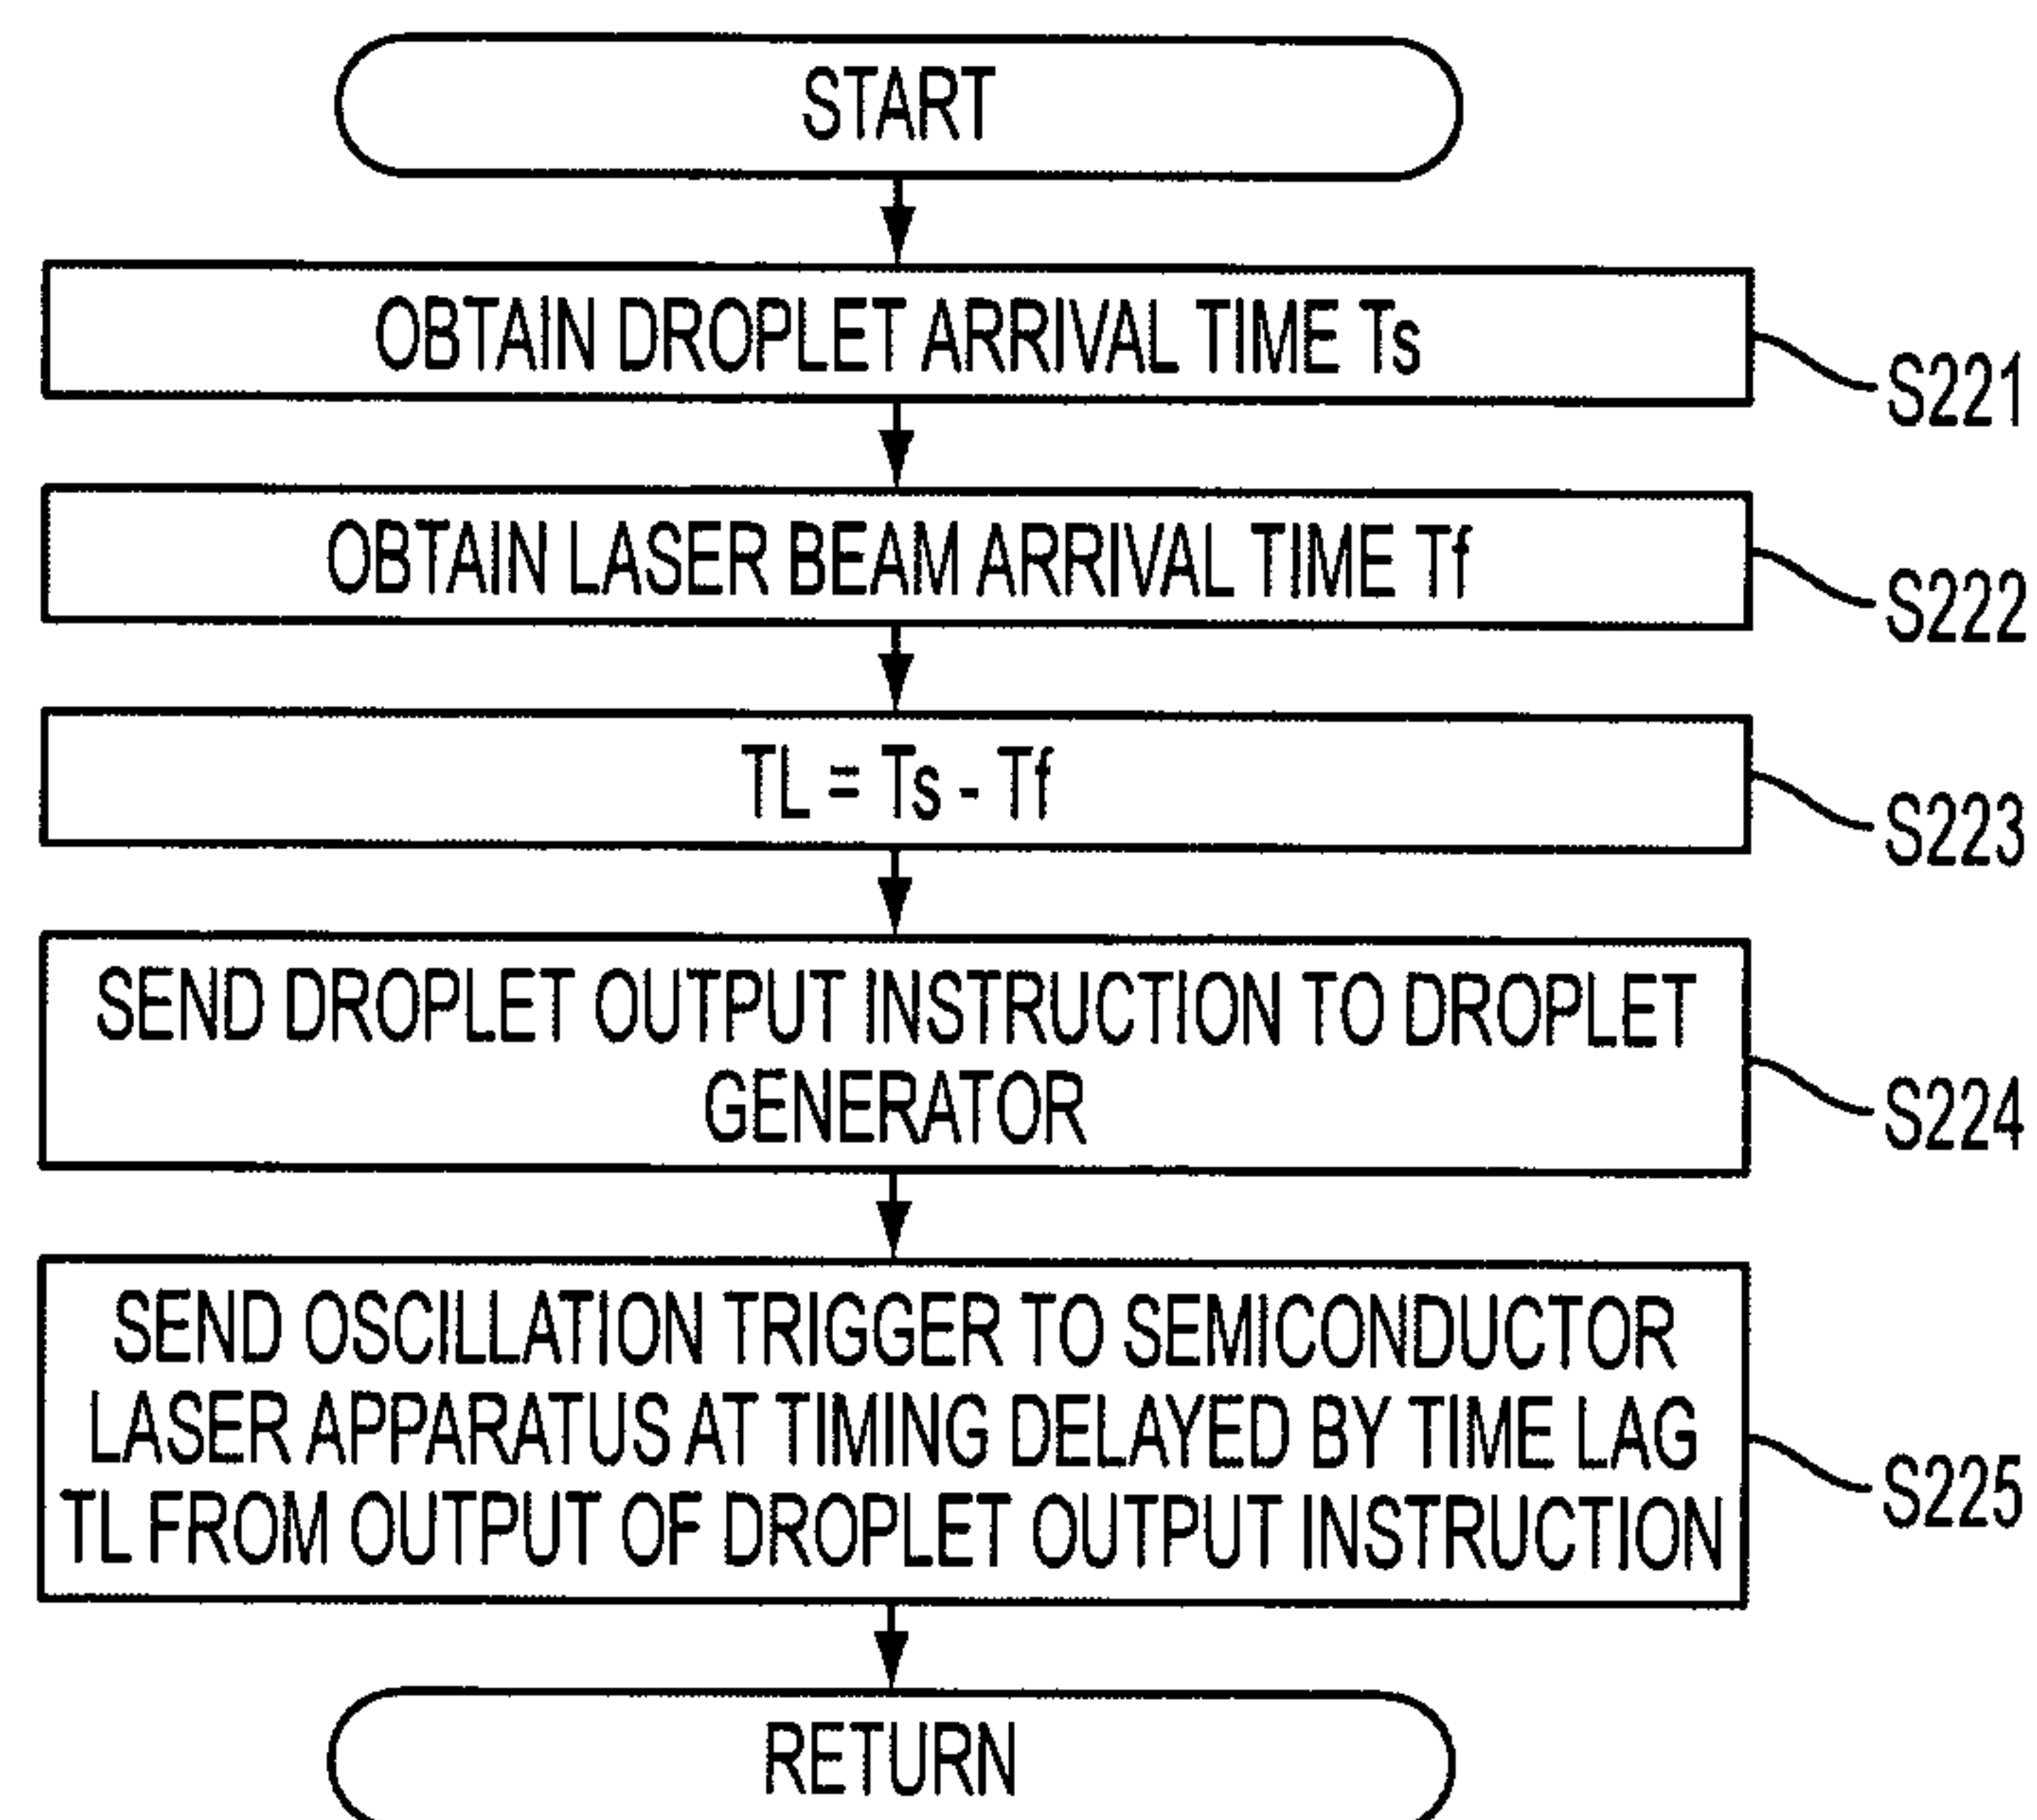 START
OBTAIN DROPLET ARRIVAL TIME Ts
S221
OBTAIN LASER BEAM ARRIVAL TIME Tf
S222
TL = Ts - Tf
S223
SEND DROPLET OUTPUT INSTRUCTION TO DROPLET
GENERATOR
S224
SEND OSCILLATION TRIGGER TO SEMICONDUCTOR
LASER APPARATUS AT TIMING DELAYED BY TIME LAG
TL FROM OUTPUT OF DROPLET OUTPUT INSTRUCTION
S225
RETURN